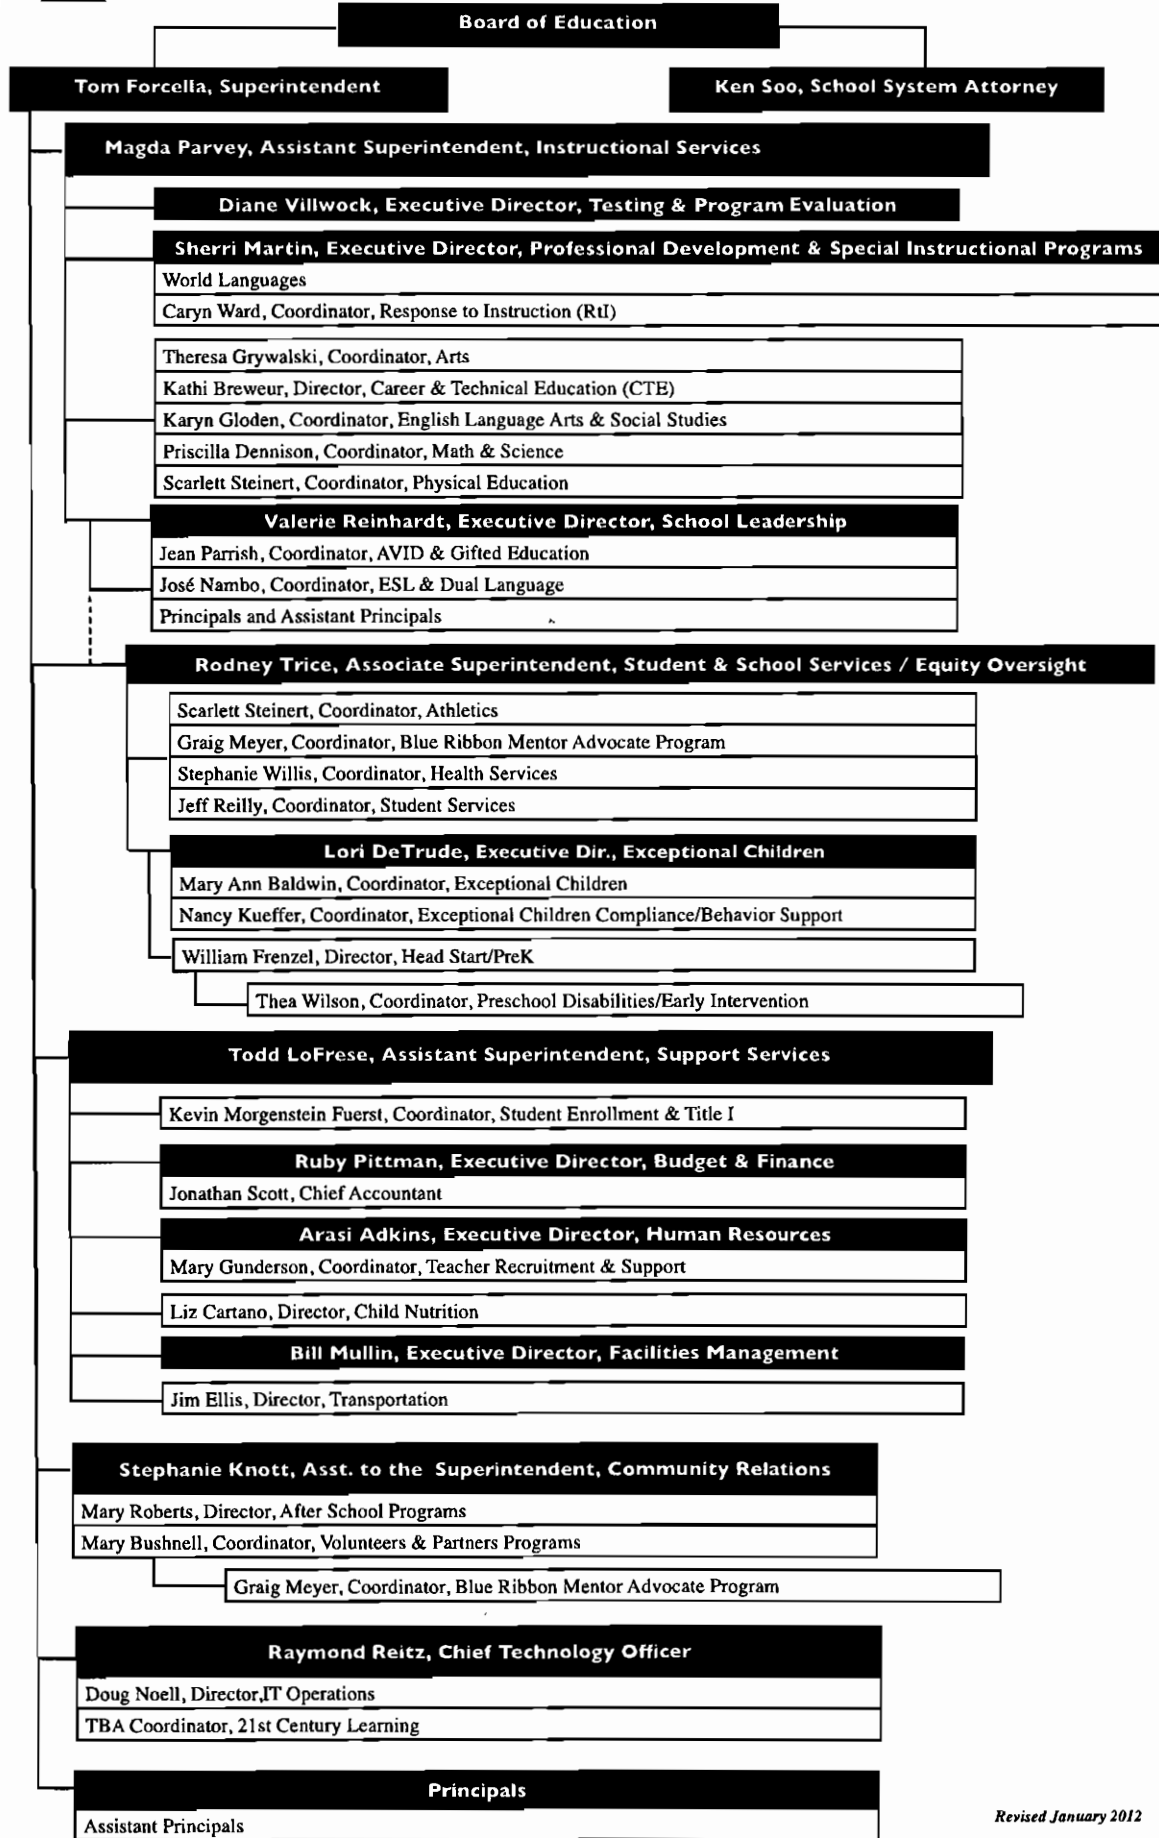 Board of Education
Tom Forcella, Superintendent
Ken Soo, School System Attorney
Magda Parvey, Assistant Superintendent, Instructional Services
Diane Villwock, Executive Director, Testing & Program Evaluation
Sherri Martin, Executive Director, Professional Development & Special Instructional Programs
World Languages
Caryn Ward, Coordinator, Response to Instruction (RtI)
Theresa Grywalski, Coordinator, Arts
Kathi Breweur, Director, Career & Technical Education (CTE)
Karyn Gloden, Coordinator, English Language Arts & Social Studies
Priscilla Dennison, Coordinator, Math & Science
Scarlett Steinert, Coordinator, Physical Education
Valerie Reinhardt, Executive Director, School Leadership
Jean Parrish, Coordinator, AVID & Gifted Education
José Nambo, Coordinator, ESL & Dual Language
Principals and Assistant Principals
Rodney Trice, Associate Superintendent, Student & School Services / Equity Oversight
Scarlett Steinert, Coordinator, Athletics
Graig Meyer, Coordinator, Blue Ribbon Mentor Advocate Program
Stephanie Willis, Coordinator, Health Services
Jeff Reilly, Coordinator, Student Services
Lori DeTrude, Executive Dir., Exceptional Children
Mary Ann Baldwin, Coordinator, Exceptional Children
Nancy Kueffer, Coordinator, Exceptional Children Compliance/Behavior Support
William Frenzel, Director, Head Start/PreK
Thea Wilson, Coordinator, Preschool Disabilities/Early Intervention
Todd LoFrese, Assistant Superintendent, Support Services
Kevin Morgenstein Fuerst, Coordinator, Student Enrollment & Title I
Ruby Pittman, Executive Director, Budget & Finance
Jonathan Scott, Chief Accountant
Arasi Adkins, Executive Director, Human Resources
Mary Gunderson, Coordinator, Teacher Recruitment & Support
Liz Cartano, Director, Child Nutrition
Bill Mullin, Executive Director, Facilities Management
Jim Ellis, Director, Transportation
Stephanie Knott, Asst. to the Superintendent, Community Relations
Mary Roberts, Director, After School Programs
Mary Bushnell, Coordinator, Volunteers & Partners Programs
Graig Meyer, Coordinator, Blue Ribbon Mentor Advocate Program
Raymond Reitz, Chief Technology Officer
Doug Noell, Director,IT Operations
TBA Coordinator, 21st Century Learning
Principals
Assistant Principals
Revised January 2012